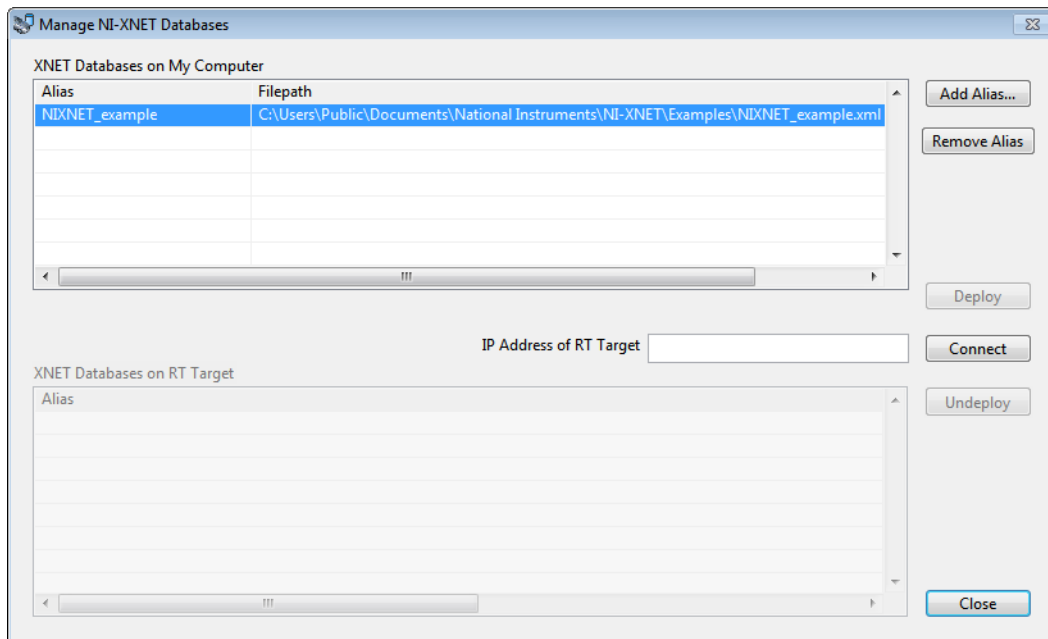 Manage NI-XNET Databases
XNET Databases on My Computer
Alias Filepath
NIXNET_example C:\Users\Public\Documents\National Instruments\NI-XNET\Examples\NIXNET_example.xml
Add Alias...
Remove Alias
Deploy
IP Address of RT Target
Connect
XNET Databases on RT Target
Alias
Undeploy
Close